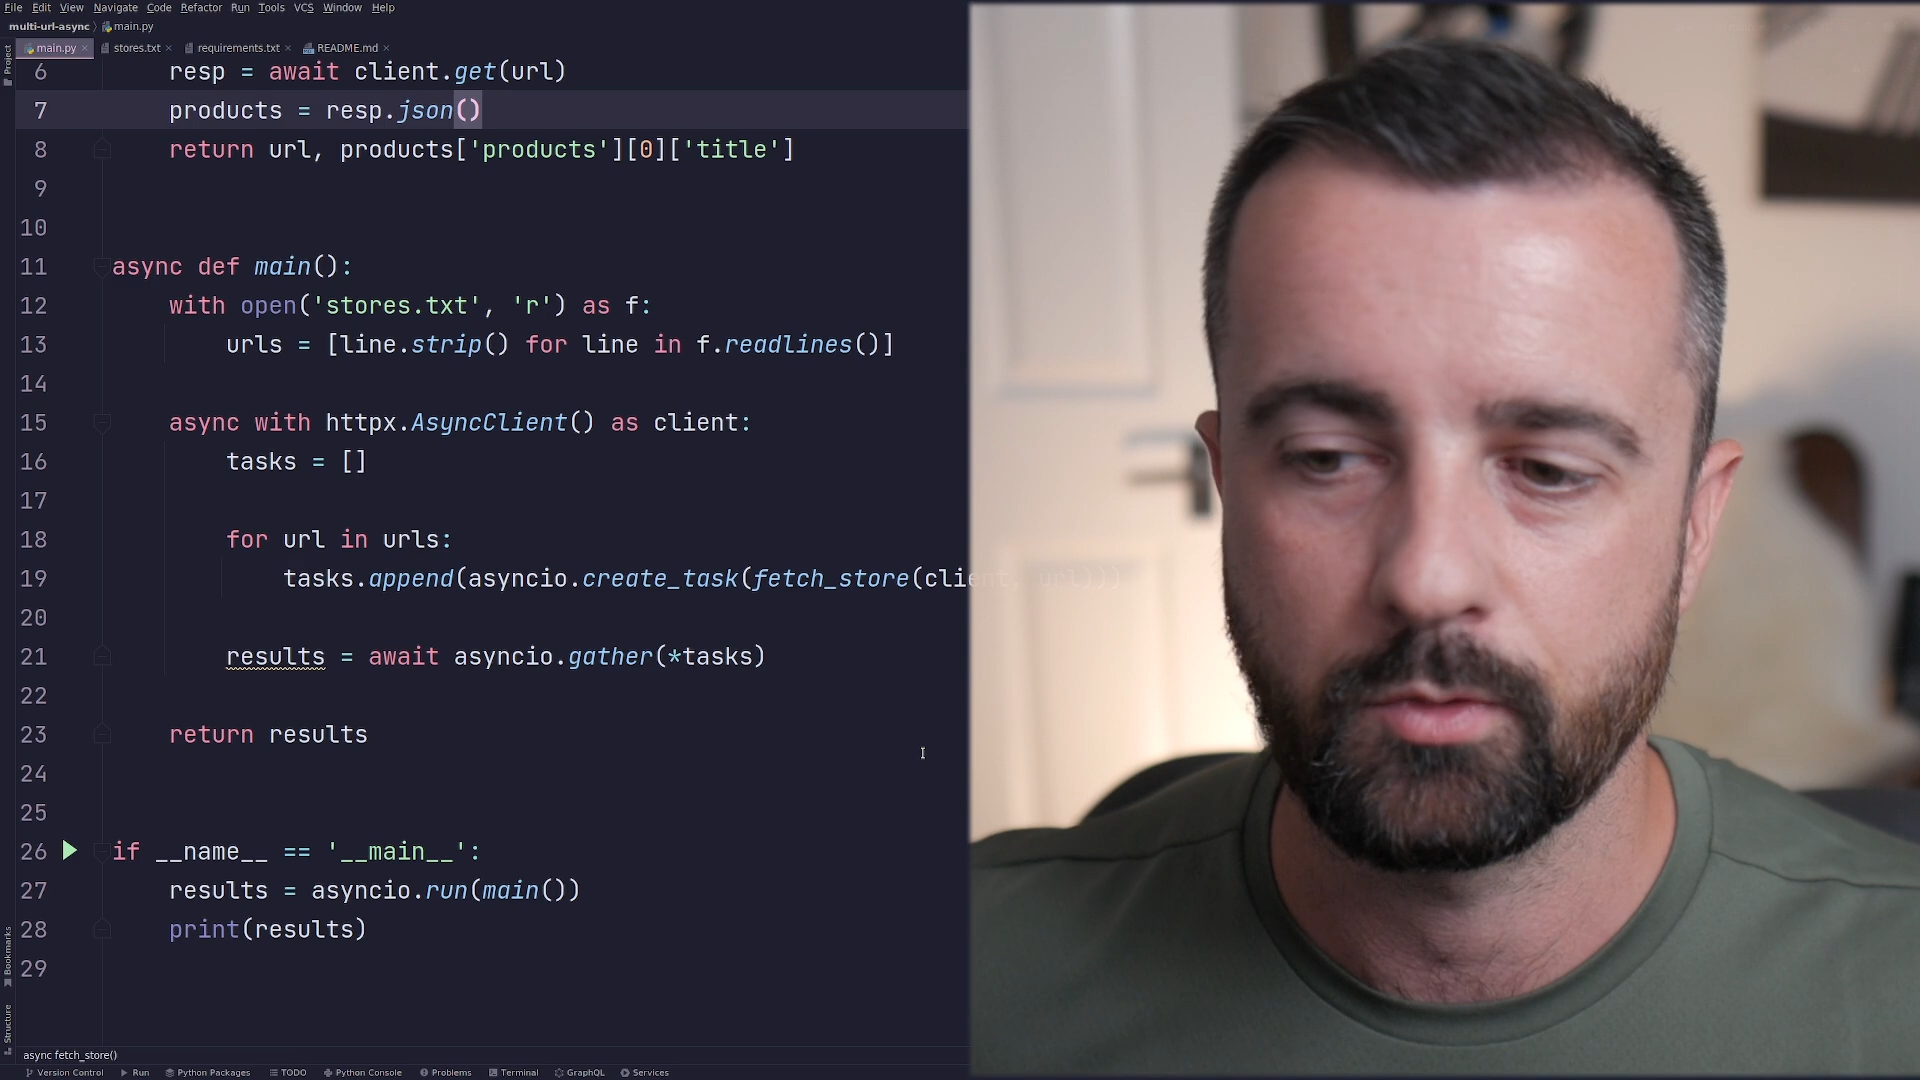 File Edit View Navigate Code Refactor Run Tools VCS Window Help
multi-url-async main.py
main.py stores.txt requirements.txt README.md
Project
6 resp = await client.get(url)
7 products = resp.json()
8 return url, products['products'][0]['title']
9
10
11 async def main():
12 with open('stores.txt', 'r') as f:
13 urls = [line.strip() for line in f.readlines()]
14
15 async with httpx.AsyncClient() as client:
16 tasks = []
17
18 for url in urls:
19 tasks.append(asyncio.create_task(fetch_store(client, url)))
20
21 results = await asyncio.gather(*tasks)
22
23 return results
24
25
26 if __name__ == '__main__':
27 results = asyncio.run(main())
28 print(results)
29
Bookmarks
Structure
async fetch_store()
Version Control Run Python Packages TODO Python Console Problems Terminal GraphQL Services